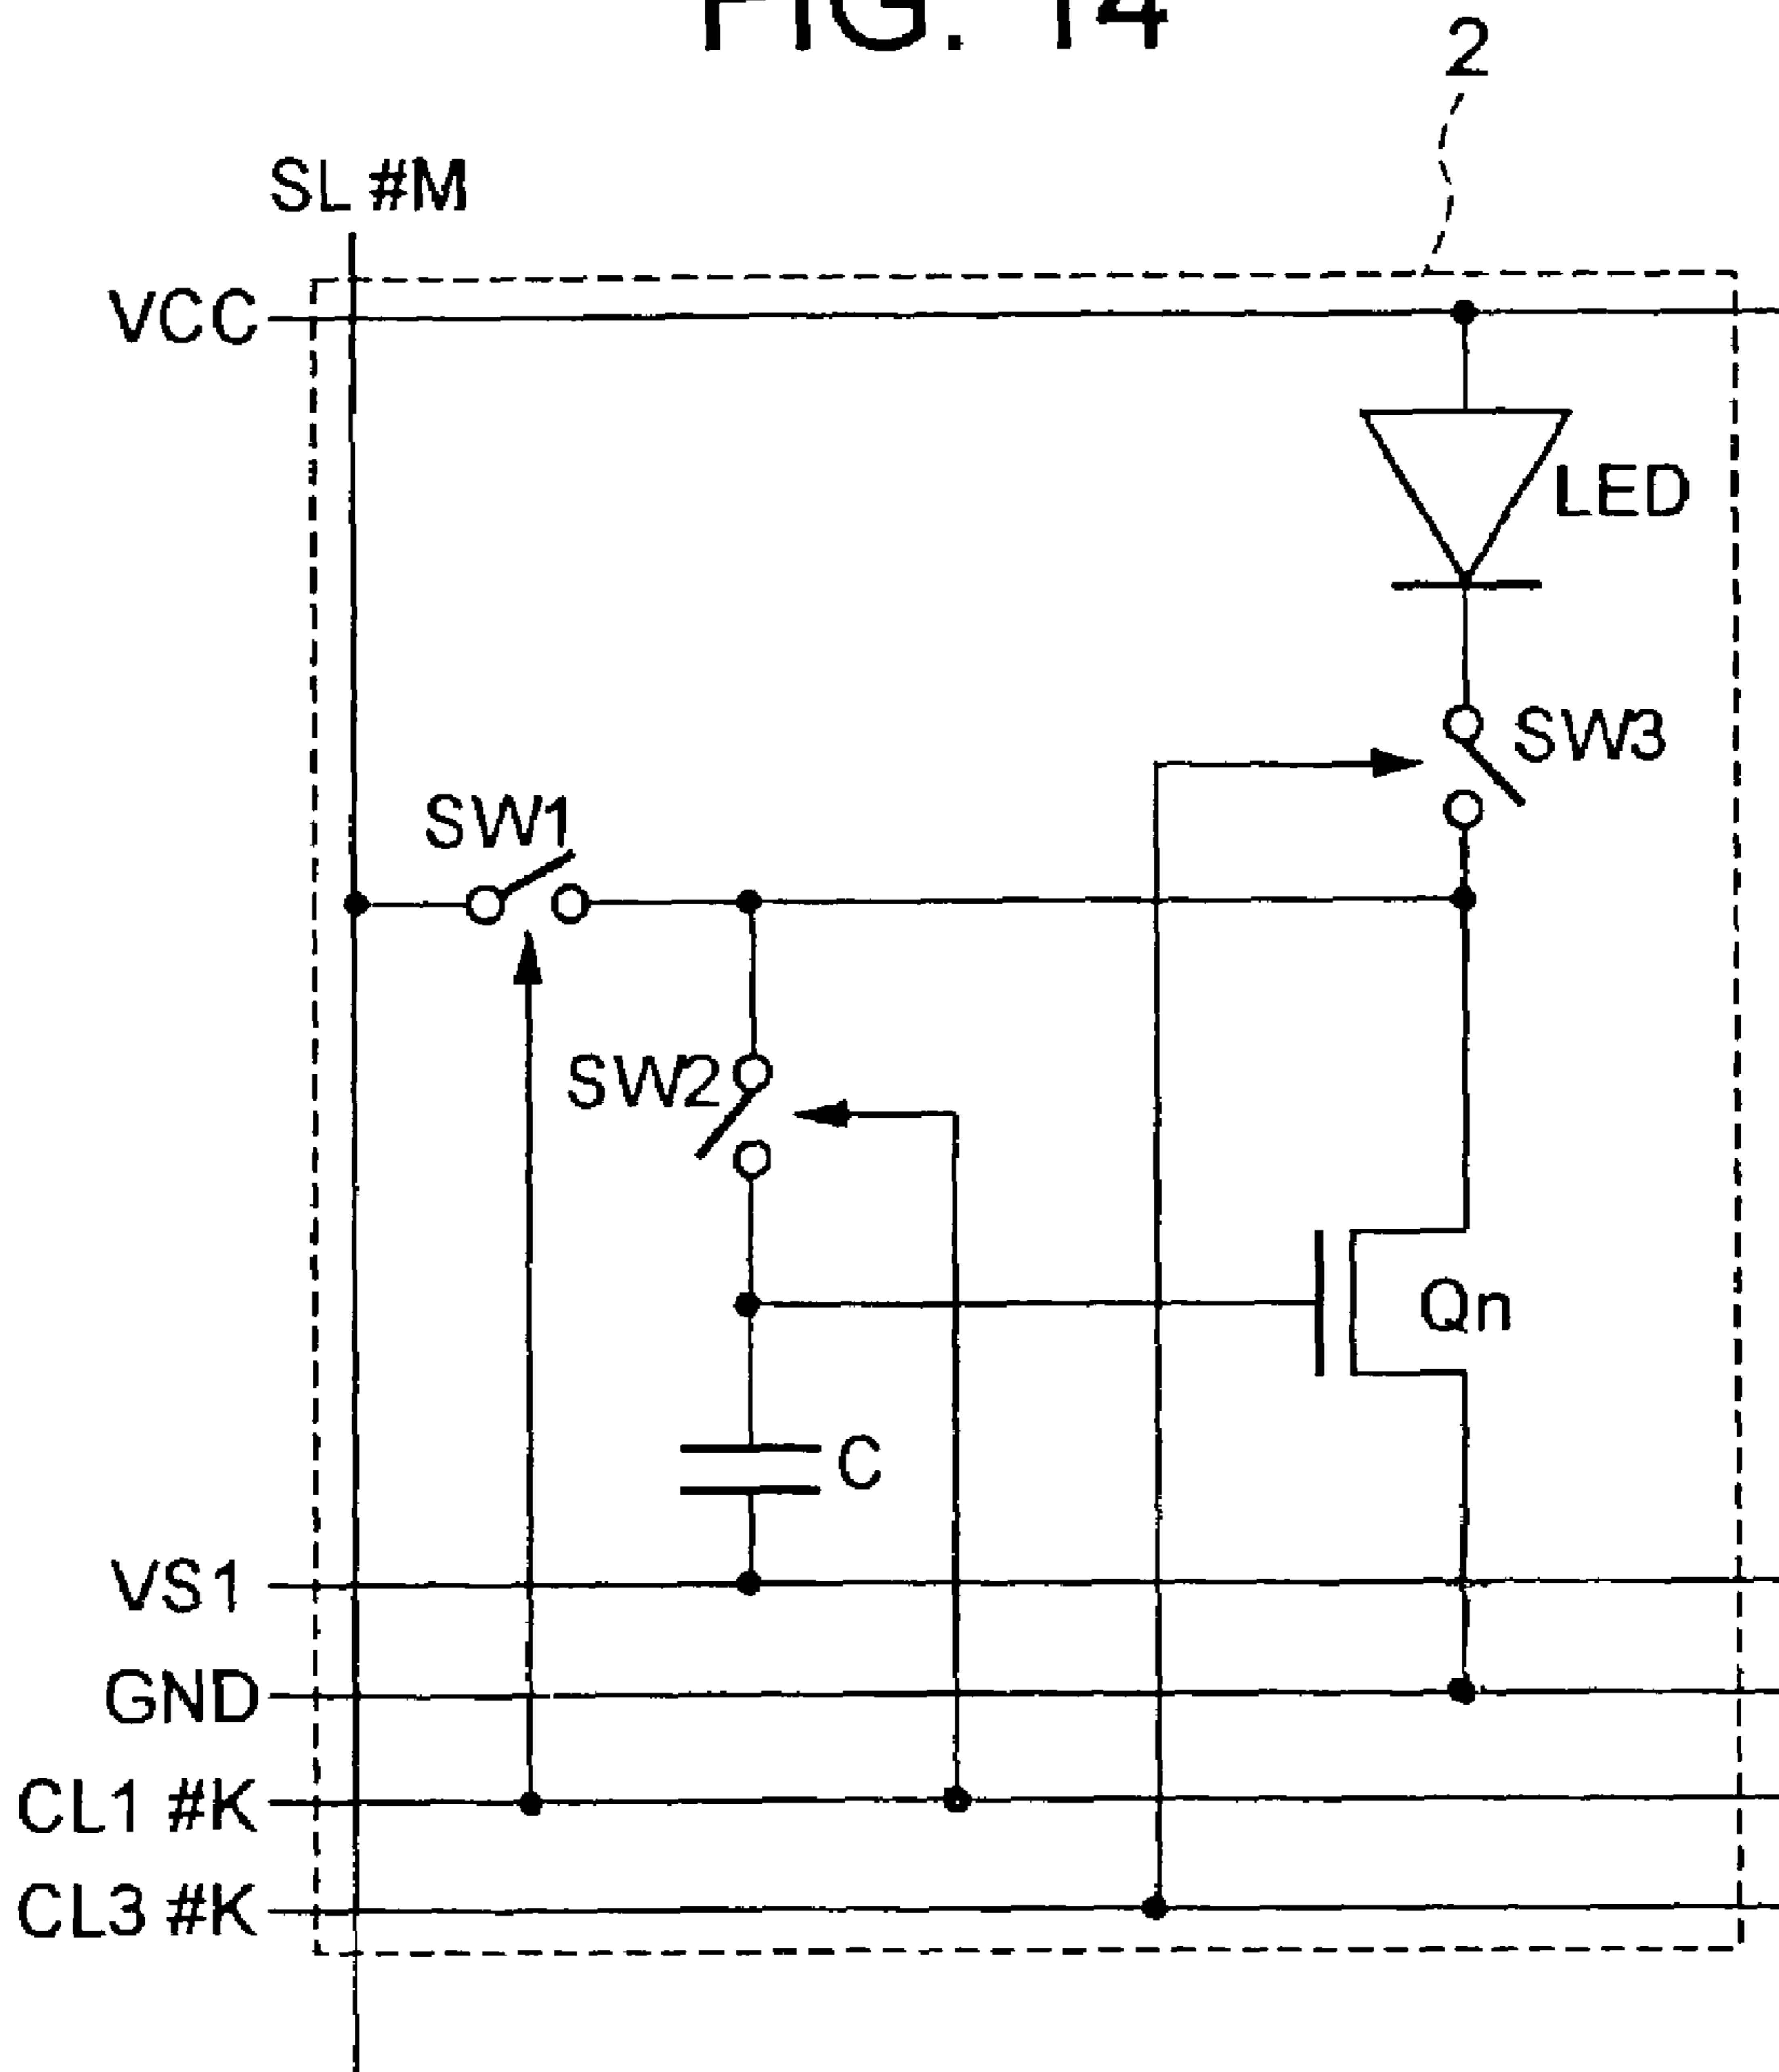 FIG. 14
2
SL #M
VCC
LED
SW3
SW1
SW2
Qn
C
VS1
GND
CL1 #K
CL3 #K